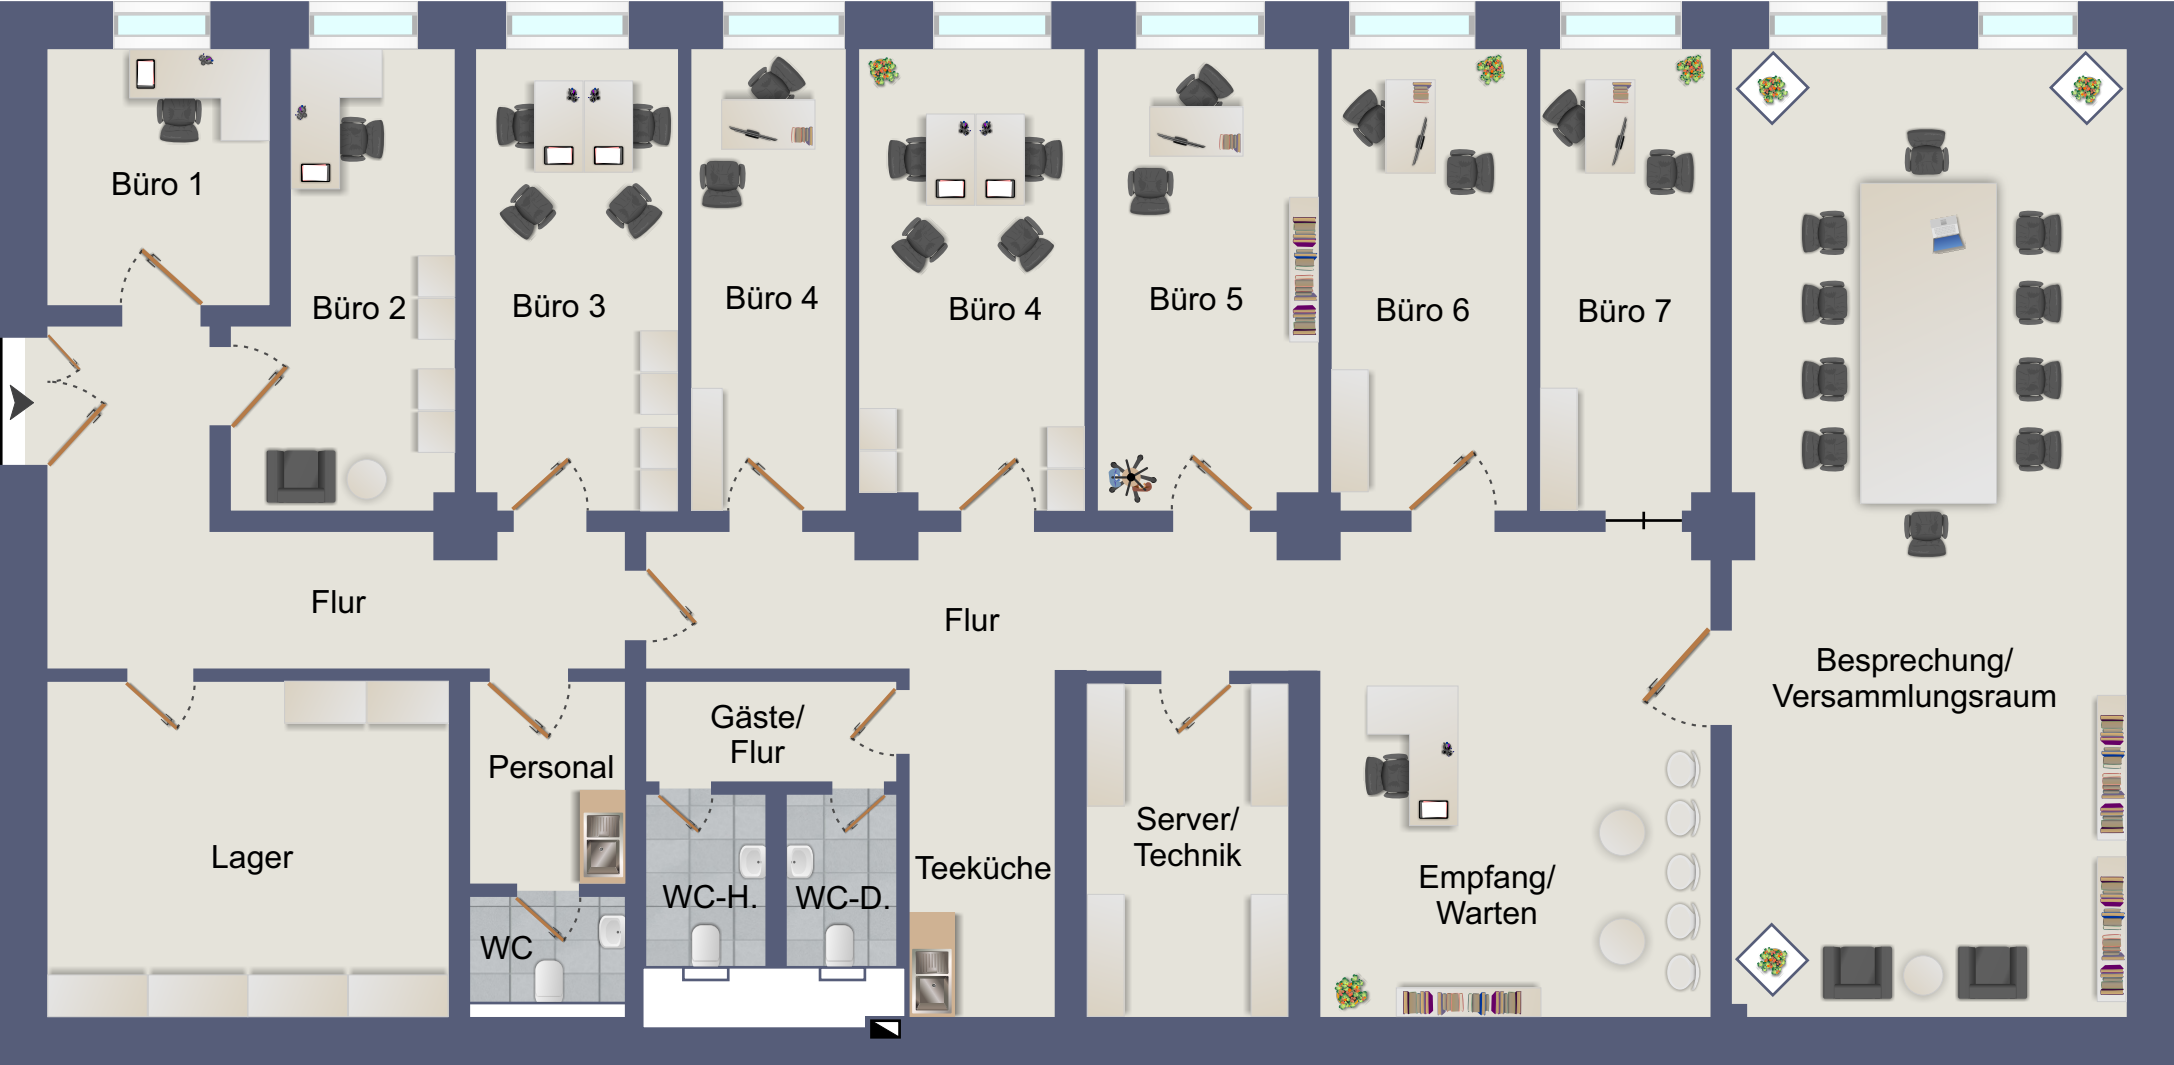 Büro 1
Büro 2
Büro 3
Büro 4
Büro 4
Büro 5
Büro 6
Büro 7
Flur
Flur
Besprechung/
Versammlungsraum
Lager
Personal
WC
Gäste/
Flur
WC-H.
WC-D.
Teeküche
Server/
Technik
Empfang/
Warten